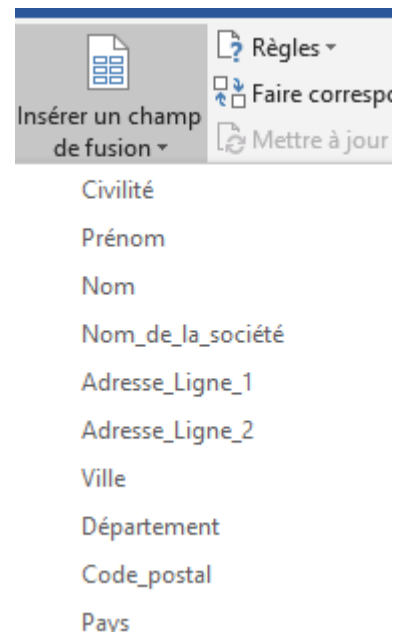 Règles
Insérer un champ
de fusion
Faire corresp
Mettre à jour
Civilité
Prénom
Nom
Nom_de_la_société
Adresse_Ligne_1
Adresse_Ligne_2
Ville
Département
Code_postal
Pays